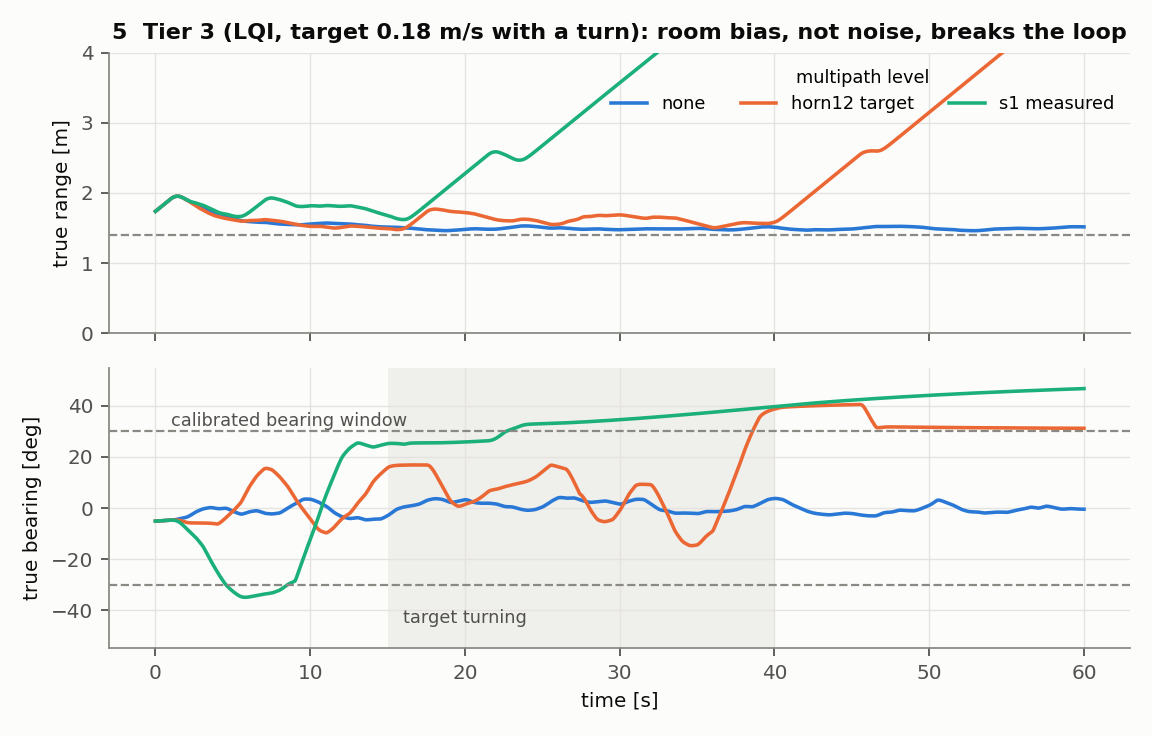 5 Tier 3 (LQI, target 0.18 m/s with a turn): room bias, not noise, breaks the loop
4
3
2
1
0
true range [m]
multipath level
none
horn12 target
s1 measured
40
20
0
−20
−40
true bearing [deg]
calibrated bearing window
target turning
0
10
20
30
40
50
60
time [s]